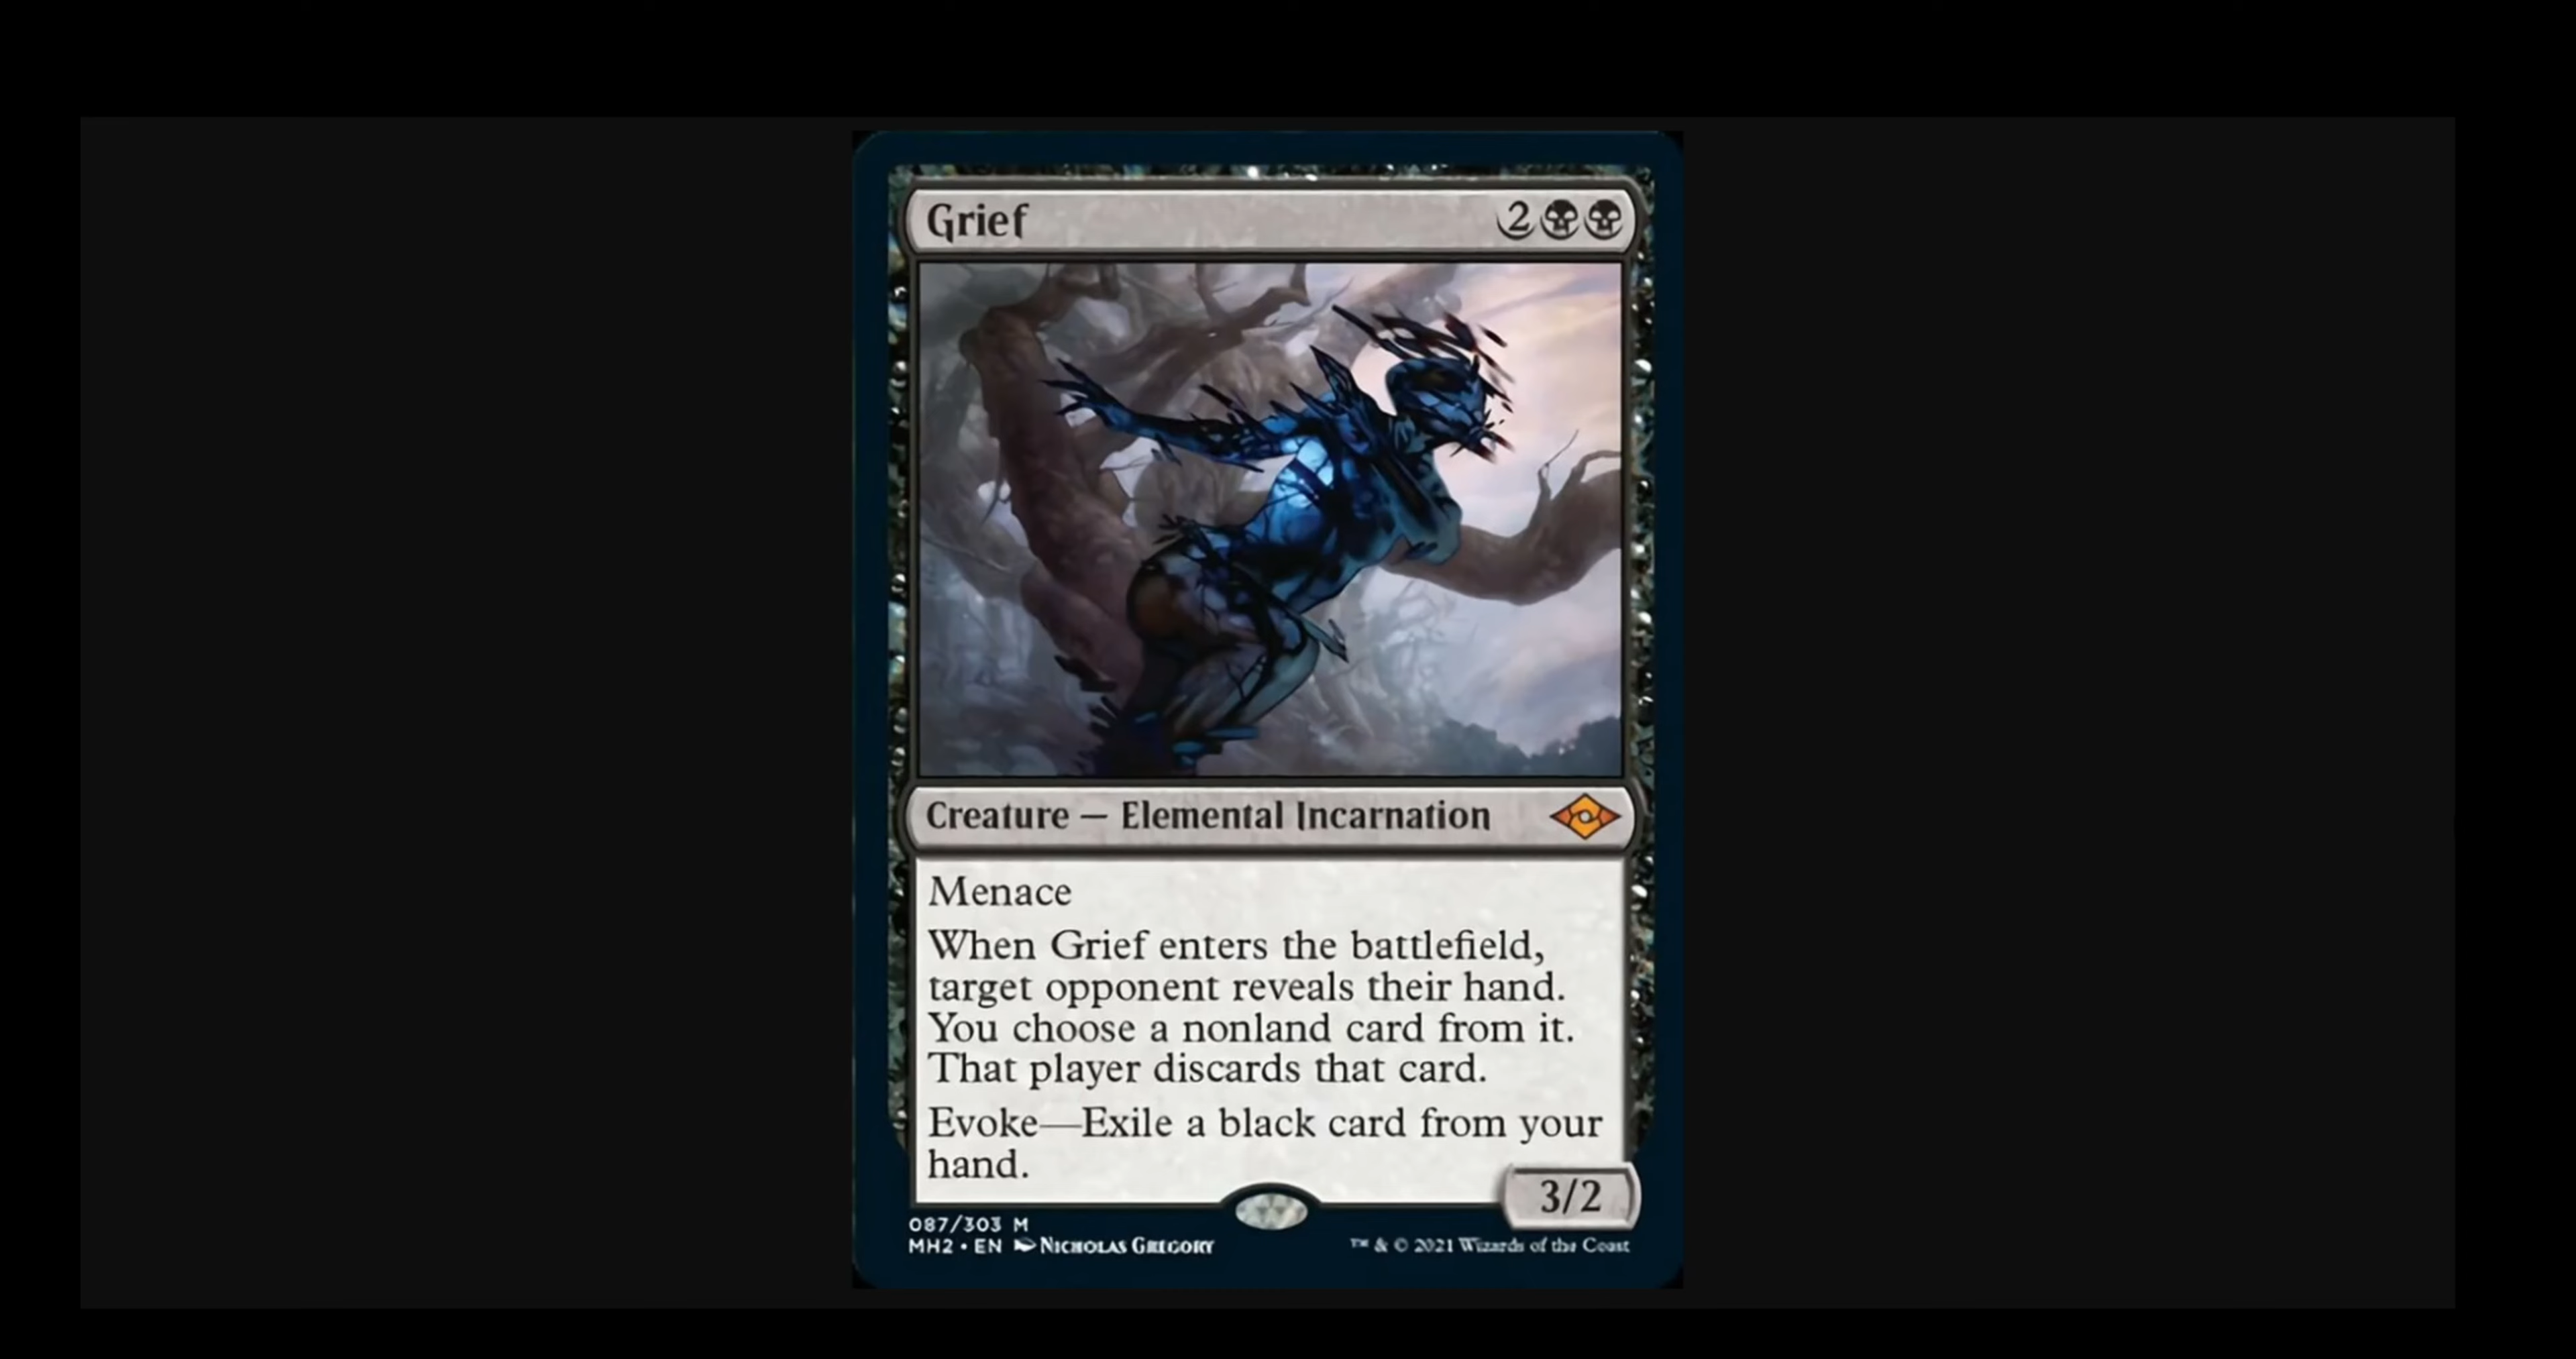 Grief 2
Creature — Elemental Incarnation
Menace
When Grief enters the battlefield,
target opponent reveals their hand.
You choose a nonland card from it.
That player discards that card.
Evoke—Exile a black card from your
hand.
3/2
087/303 M
MH2 • EN Nicholas Gregory
™ & © 2021 Wizards of the Coast